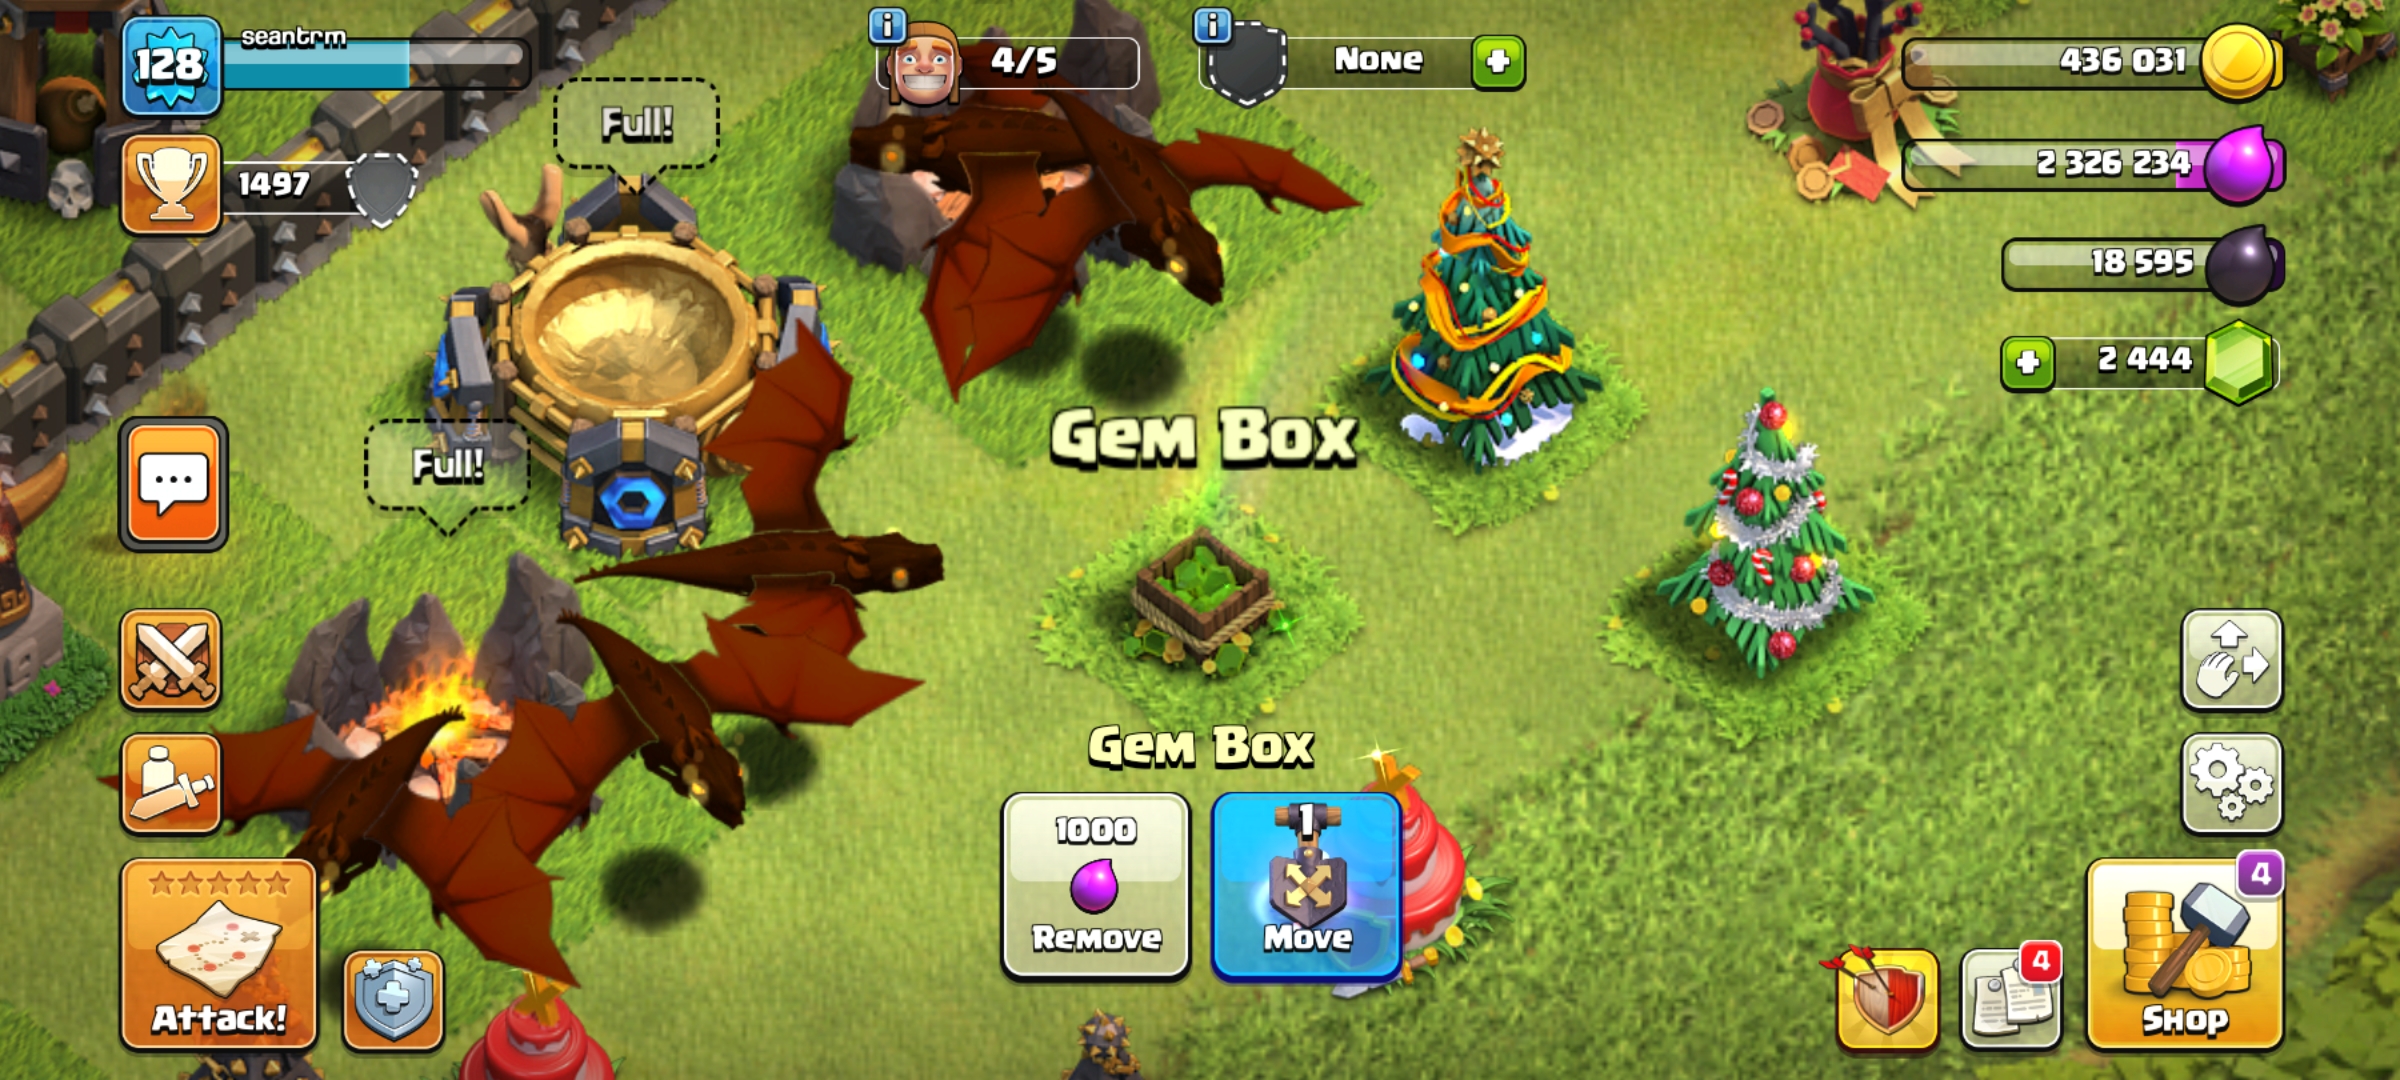 128
seantrm
4/5
None
436 031
Full!
1497
2 326 234
18 595
2 444
Gem Box
Full!
Gem Box
1000
Remove
1
Move
Attack!
4
4
Shop